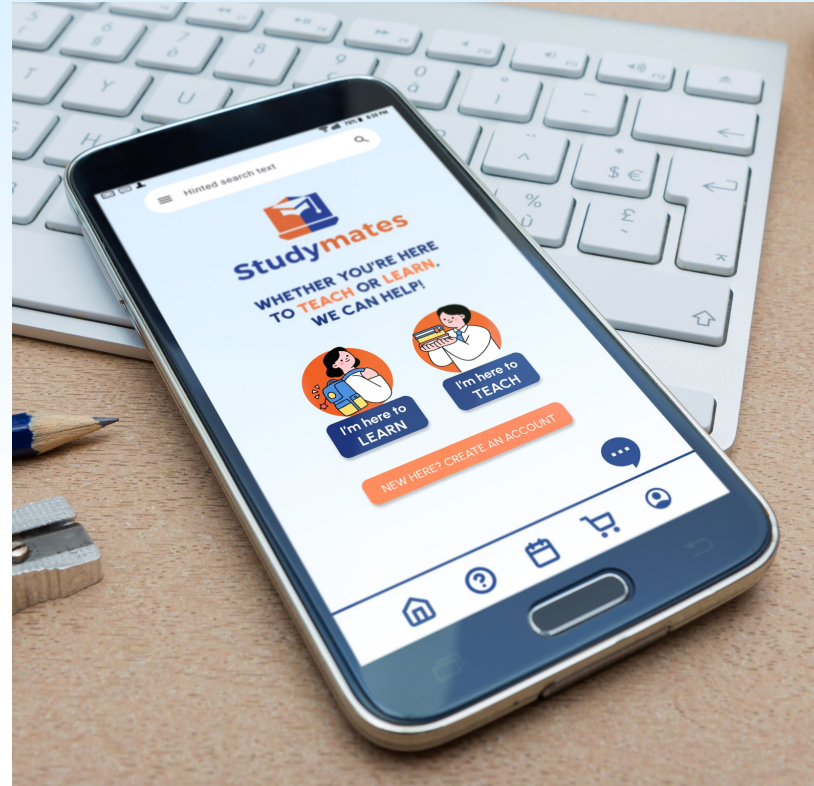 Hinted search text
Studymates
WHETHER YOU'RE HERE
TO TEACH OR LEARN.
WE CAN HELP!
I'm here to
LEARN
I'm here to
TEACH
NEW HERE? CREATE AN ACCOUNT